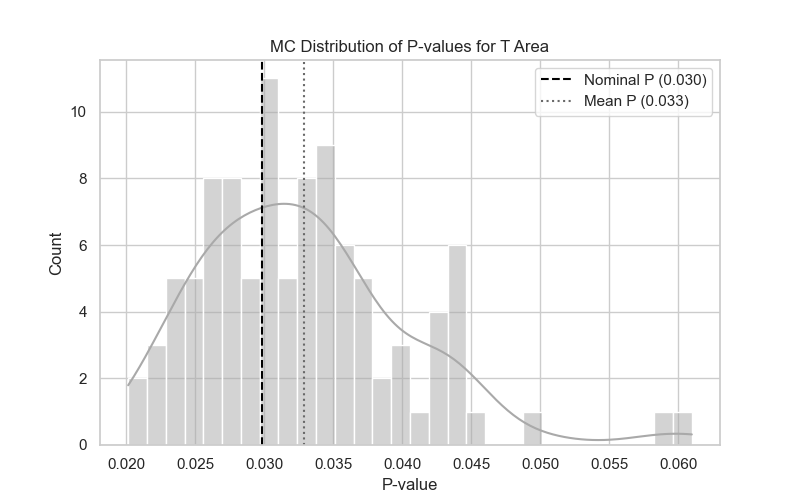 MC Distribution of P-values for T Area
Nominal P (0.030)
Mean P (0.033)
Count
10
8
6
4
2
0
0.020 0.025 0.030 0.035 0.040 0.045 0.050 0.055 0.060
P-value